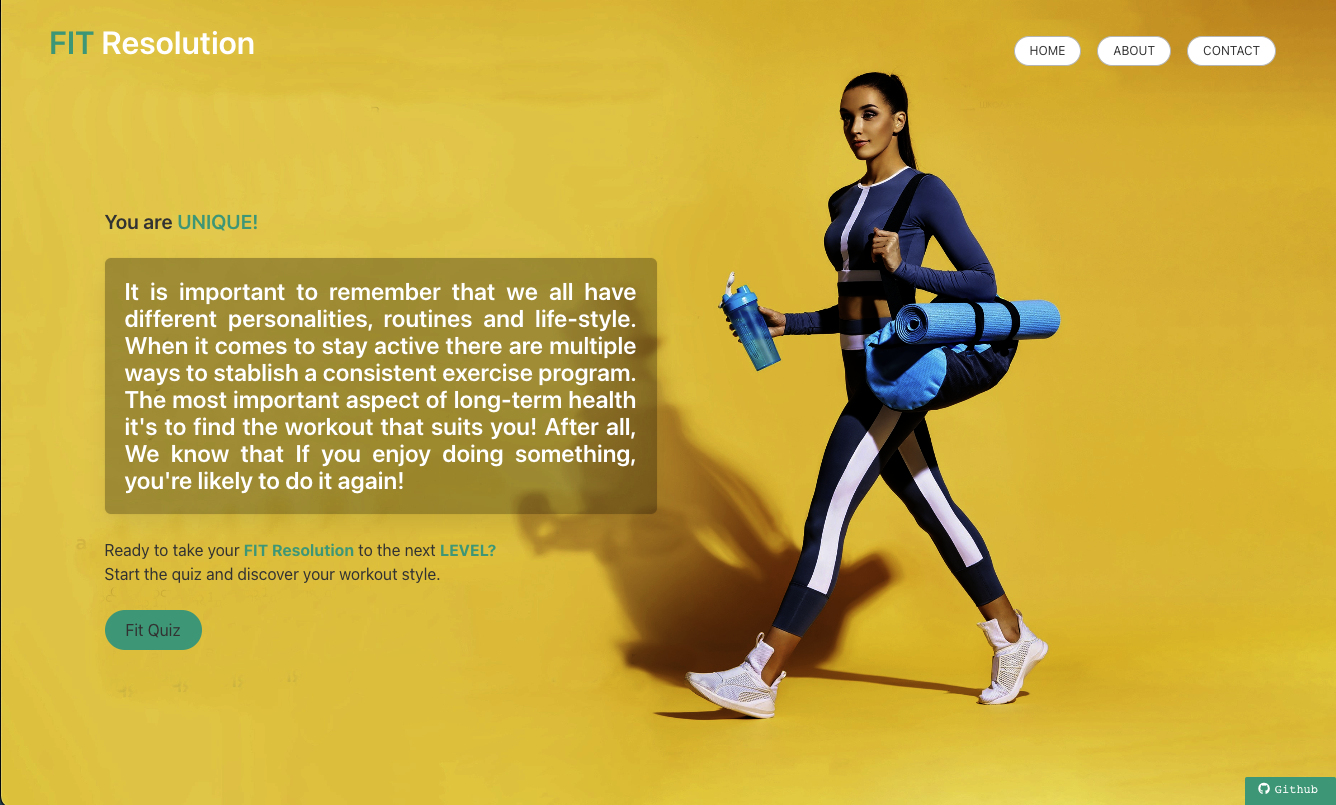 FIT Resolution
HOME
ABOUT
CONTACT
You are UNIQUE!
It is important to remember that we all have
different personalities, routines and life-style.
When it comes to stay active there are multiple
ways to stablish a consistent exercise program.
The most important aspect of long-term health
it's to find the workout that suits you! After all,
We know that If you enjoy doing something,
you're likely to do it again!
Ready to take your FIT Resolution to the next LEVEL?
Start the quiz and discover your workout style.
Fit Quiz
Github